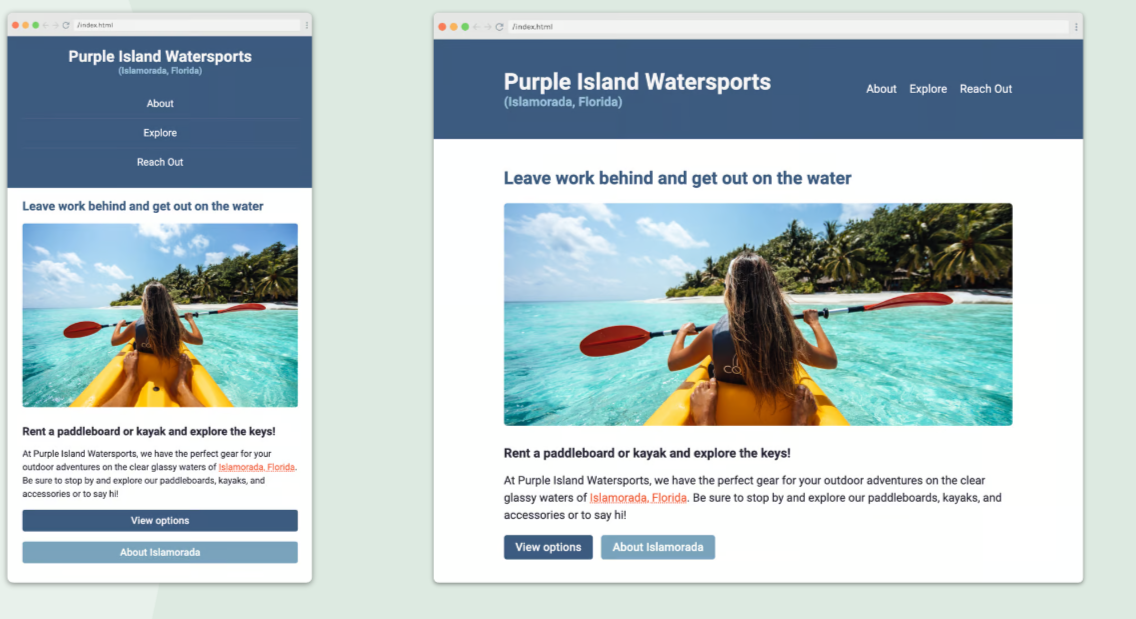 /index.html
Purple Island Watersports
(Islamorada, Florida)
About
Explore
Reach Out
Leave work behind and get out on the water
Rent a paddleboard or kayak and explore the keys!
At Purple Island Watersports, we have the perfect gear for your
outdoor adventures on the clear glassy waters of Islamorada, Florida.
Be sure to stop by and explore our paddleboards, kayaks, and
accessories or to say hi!
View options
About Islamorada
/index.html
Purple Island Watersports
(Islamorada, Florida)
About Explore Reach Out
Leave work behind and get out on the water
Rent a paddleboard or kayak and explore the keys!
At Purple Island Watersports, we have the perfect gear for your outdoor adventures on the clear
glassy waters of Islamorada, Florida. Be sure to stop by and explore our paddleboards, kayaks, and
accessories or to say hi!
View options About Islamorada